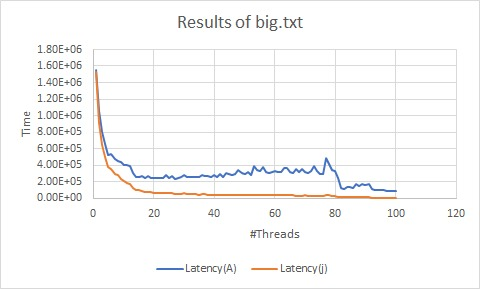 Results of big.txt
1.80E+06
1.60E+06
1.40E+06
1.20E+06
1.00E+06
8.00E+05
6.00E+05
4.00E+05
2.00E+05
0.00E+00
Time
0 20 40 60 80 100 120
#Threads
Latency(A) Latency(j)